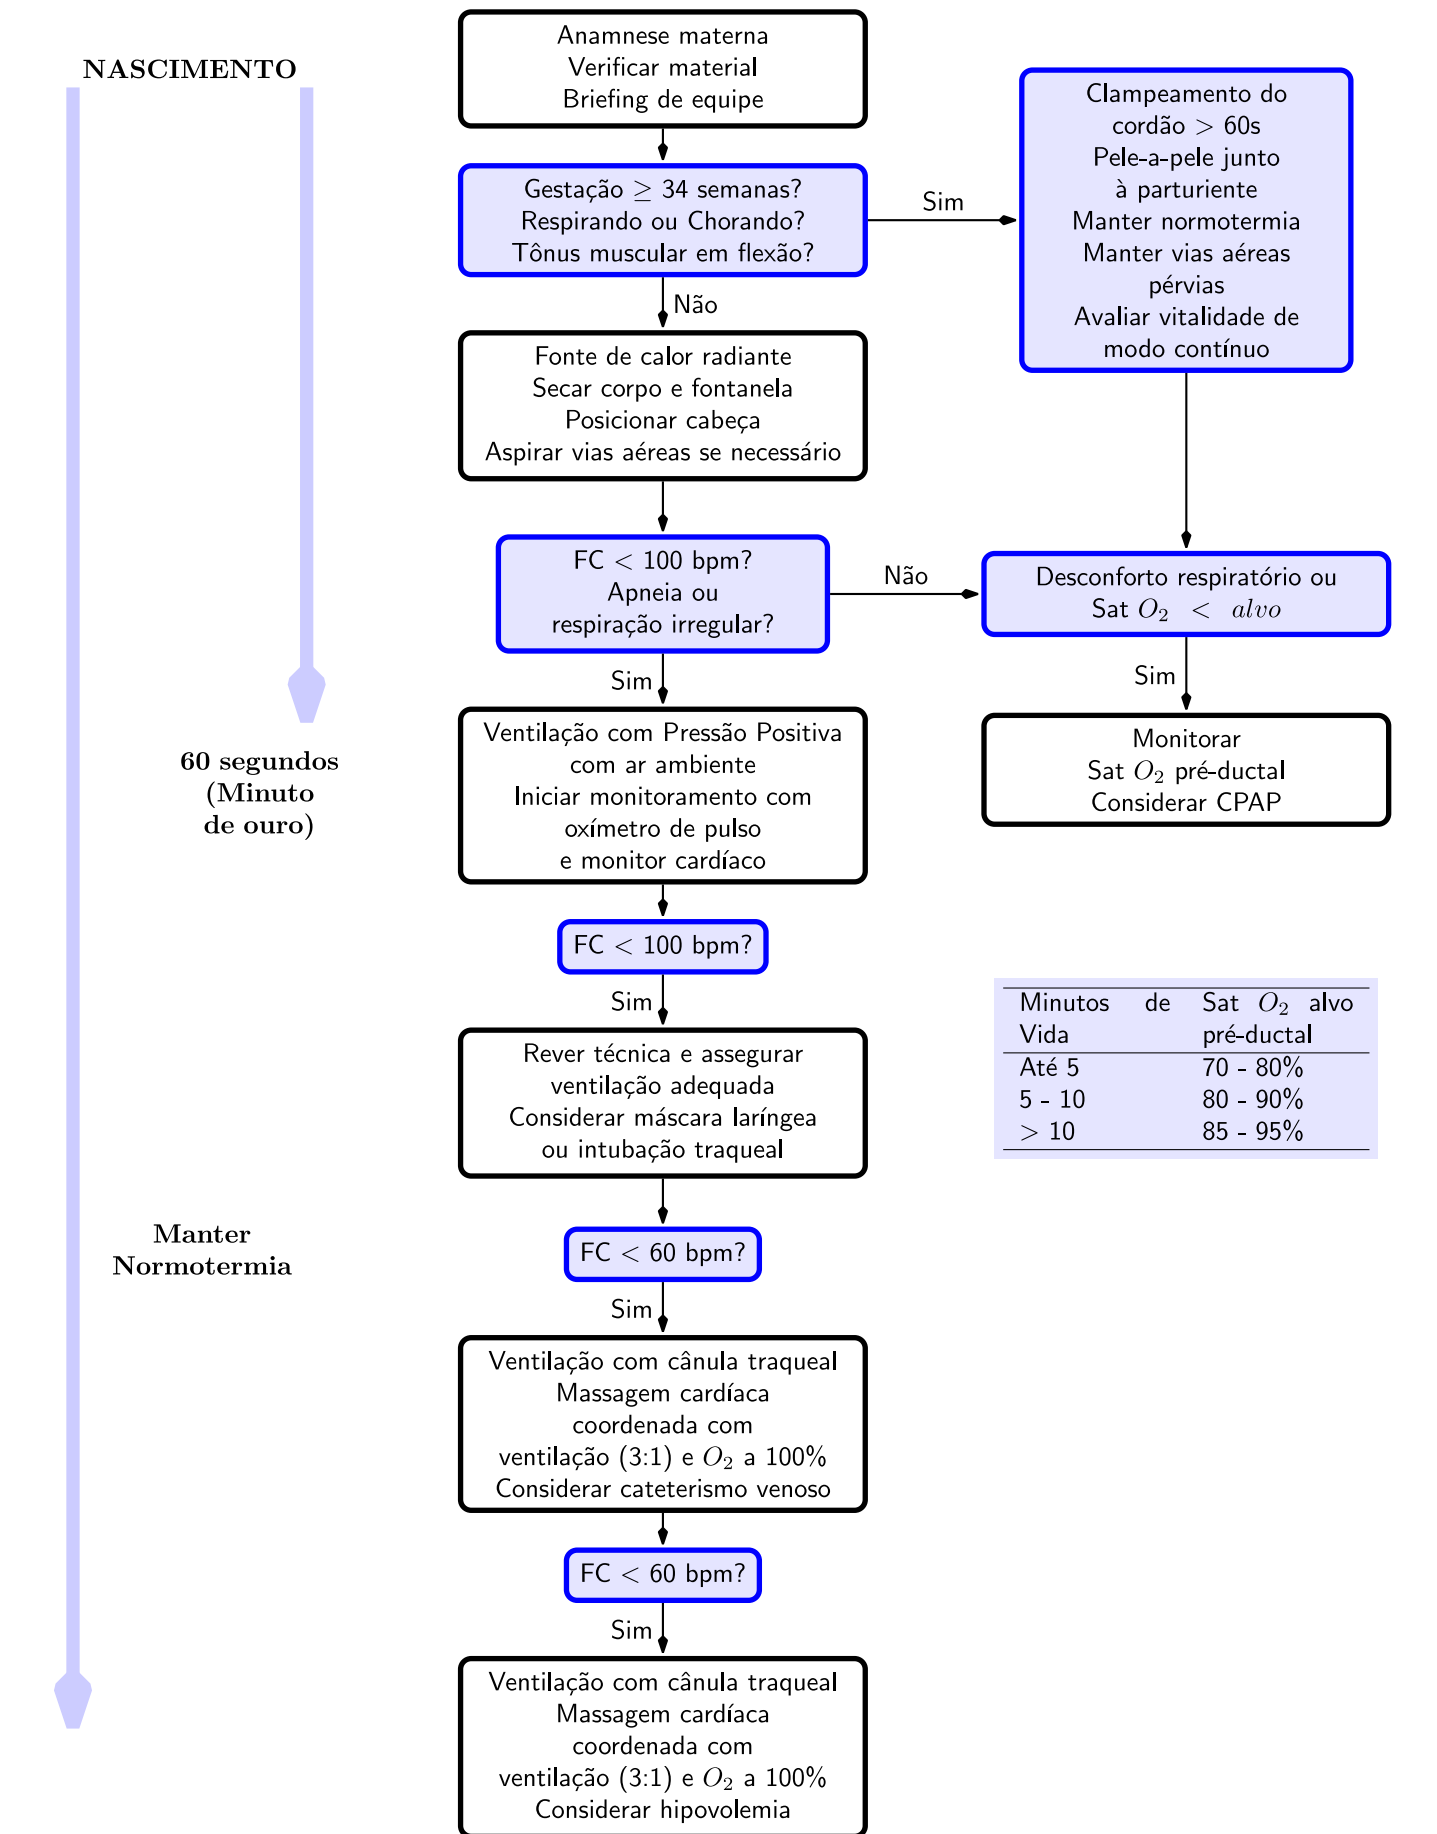 NASCIMENTO
Anamnese materna
Verificar material
Briefing de equipe
Gestação ≥ 34 semanas?
Respirando ou Chorando?
Tônus muscular em flexão?
Sim
Clampeamento do
cordão > 60s
Pele-a-pele junto
à parturiente
Manter normotermia
Manter vias aéreas
pérvias
Avaliar vitalidade de
modo contínuo
Não
Fonte de calor radiante
Secar corpo e fontanela
Posicionar cabeça
Aspirar vias aéreas se necessário
FC < 100 bpm?
Apneia ou
respiração irregular?
Não
Desconforto respiratório ou
Sat O₂ < alvo
Sim
Sim
Monitorar
Sat O₂ pré-ductal
Considerar CPAP
60 segundos
(Minuto
de ouro)
Ventilação com Pressão Positiva
com ar ambiente
Iniciar monitoramento com
oxímetro de pulso
e monitor cardíaco
FC < 100 bpm?
Sim
Rever técnica e assegurar
ventilação adequada
Considerar máscara laríngea
ou intubação traqueal
Minutos de Sat O₂ alvo
Vida pré-ductal
Até 5 70 - 80%
5 - 10 80 - 90%
> 10 85 - 95%
Manter
Normotermia
FC < 60 bpm?
Sim
Ventilação com cânula traqueal
Massagem cardíaca
coordenada com
ventilação (3:1) e O₂ a 100%
Considerar cateterismo venoso
FC < 60 bpm?
Sim
Ventilação com cânula traqueal
Massagem cardíaca
coordenada com
ventilação (3:1) e O₂ a 100%
Considerar hipovolemia